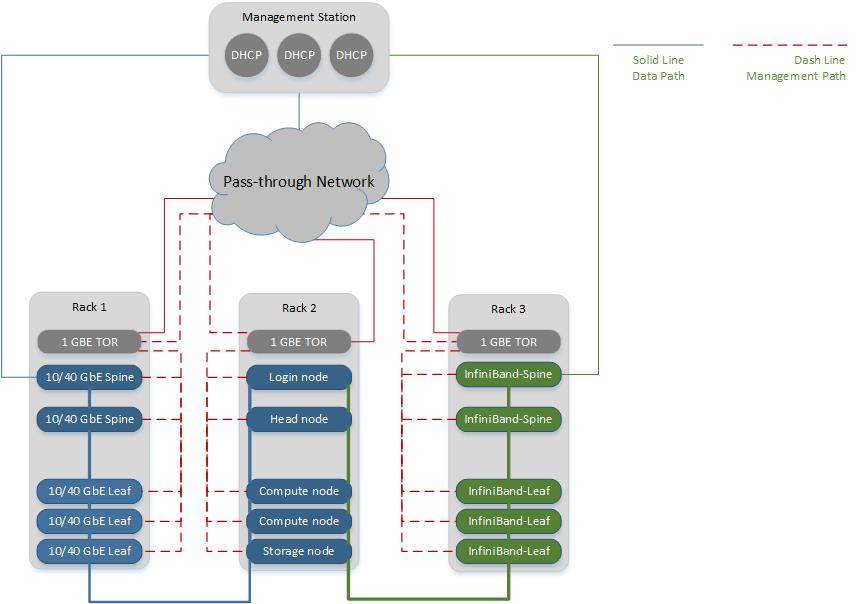 Management Station
DHCP
DHCP
DHCP
Solid Line
Data Path
Dash Line
Management Path
Pass-through Network
Rack 1
1 GBE TOR
10/40 GbE Spine
10/40 GbE Spine
10/40 GbE Leaf
10/40 GbE Leaf
10/40 GbE Leaf
Rack 2
1 GBE TOR
Login node
Head node
Compute node
Compute node
Storage node
Rack 3
1 GBE TOR
InfiniBand-Spine
InfiniBand-Spine
InfiniBand-Leaf
InfiniBand-Leaf
InfiniBand-Leaf